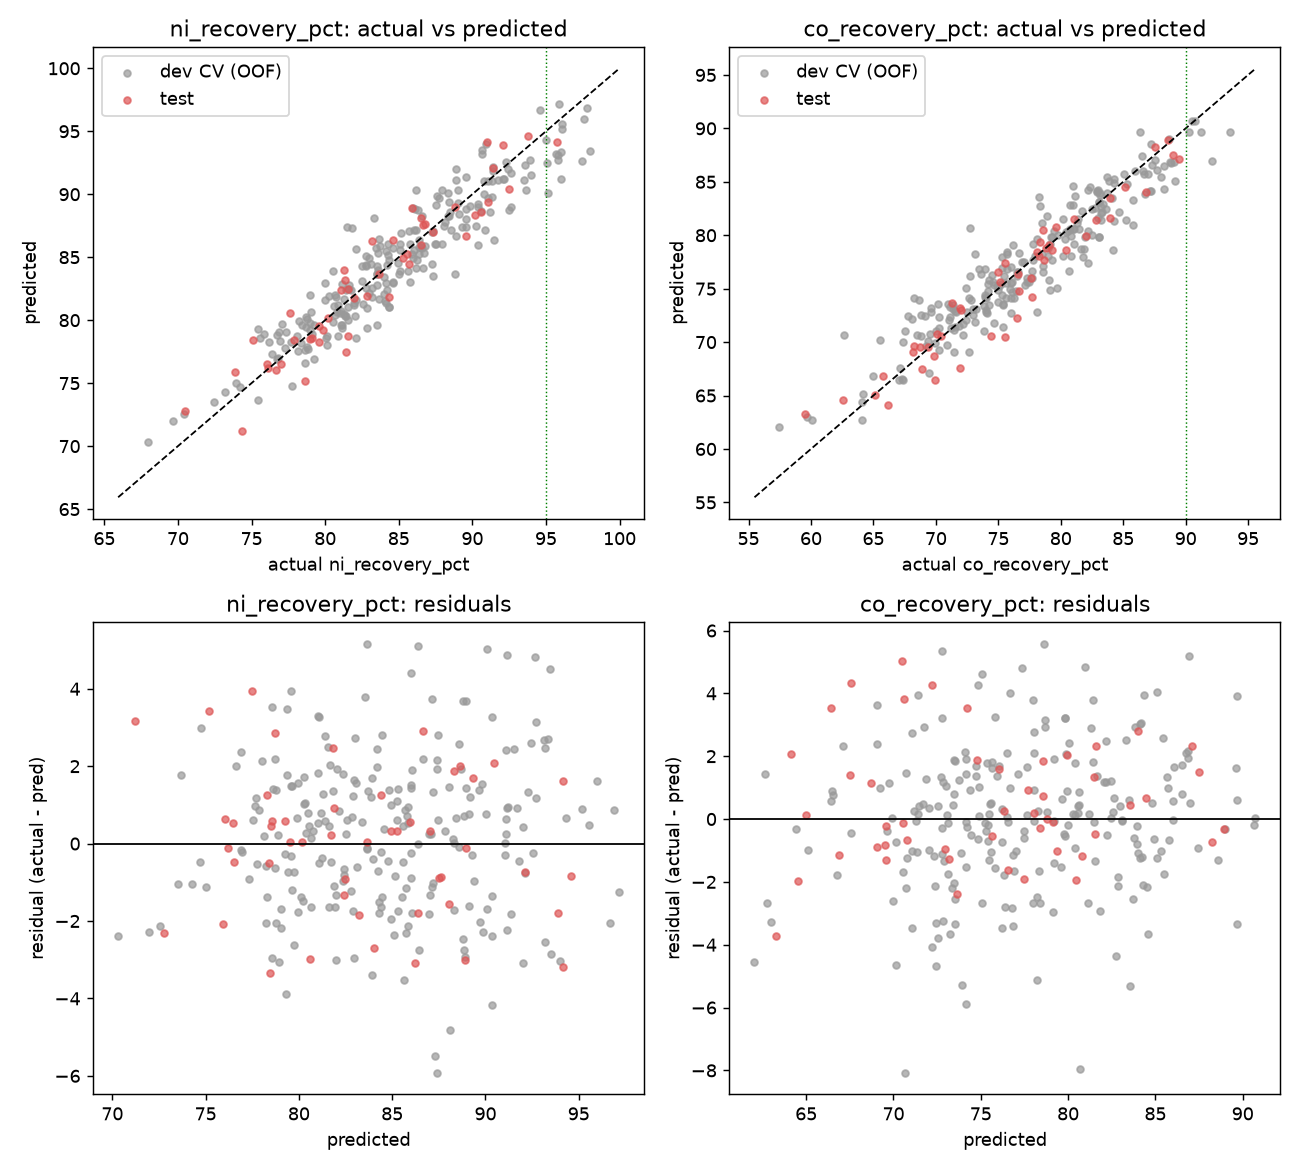 ni_recovery_pct: actual vs predicted
100
95
90
85
80
75
70
65
predicted
dev CV (OOF)
test
65 70 75 80 85 90 95 100
actual ni_recovery_pct
co_recovery_pct: actual vs predicted
95
90
85
80
75
70
65
60
55
predicted
dev CV (OOF)
test
55 60 65 70 75 80 85 90 95
actual co_recovery_pct
ni_recovery_pct: residuals
4
2
0
−2
−4
−6
residual (actual - pred)
70 75 80 85 90 95
predicted
co_recovery_pct: residuals
6
4
2
0
−2
−4
−6
−8
residual (actual - pred)
65 70 75 80 85 90
predicted